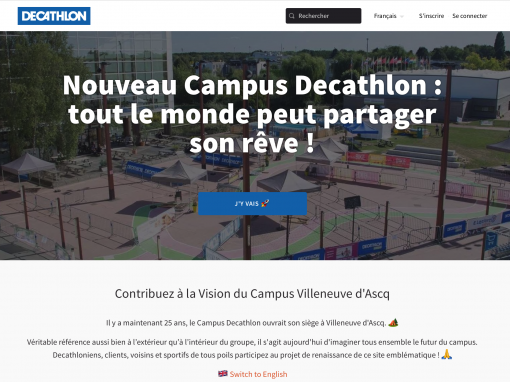 DECATHLON
Rechercher
Français
S'inscrire
Se connecter
Nouveau Campus Decathlon :
tout le monde peut partager
son rêve !
J'Y VAIS 🚀
Contribuez à la Vision du Campus Villeneuve d'Ascq
Il y a maintenant 25 ans, le Campus Decathlon ouvrait son siège à Villeneuve d'Ascq. 🏕️
Véritable référence aussi bien à l'extérieur qu'à l'intérieur du groupe, il s'agit aujourd'hui d'imaginer tous ensemble le futur du campus.
Decathloniens, clients, voisins et sportifs de tous poils participez au projet de renaissance de ce site emblématique ! 🙏
🇬🇧 Switch to English